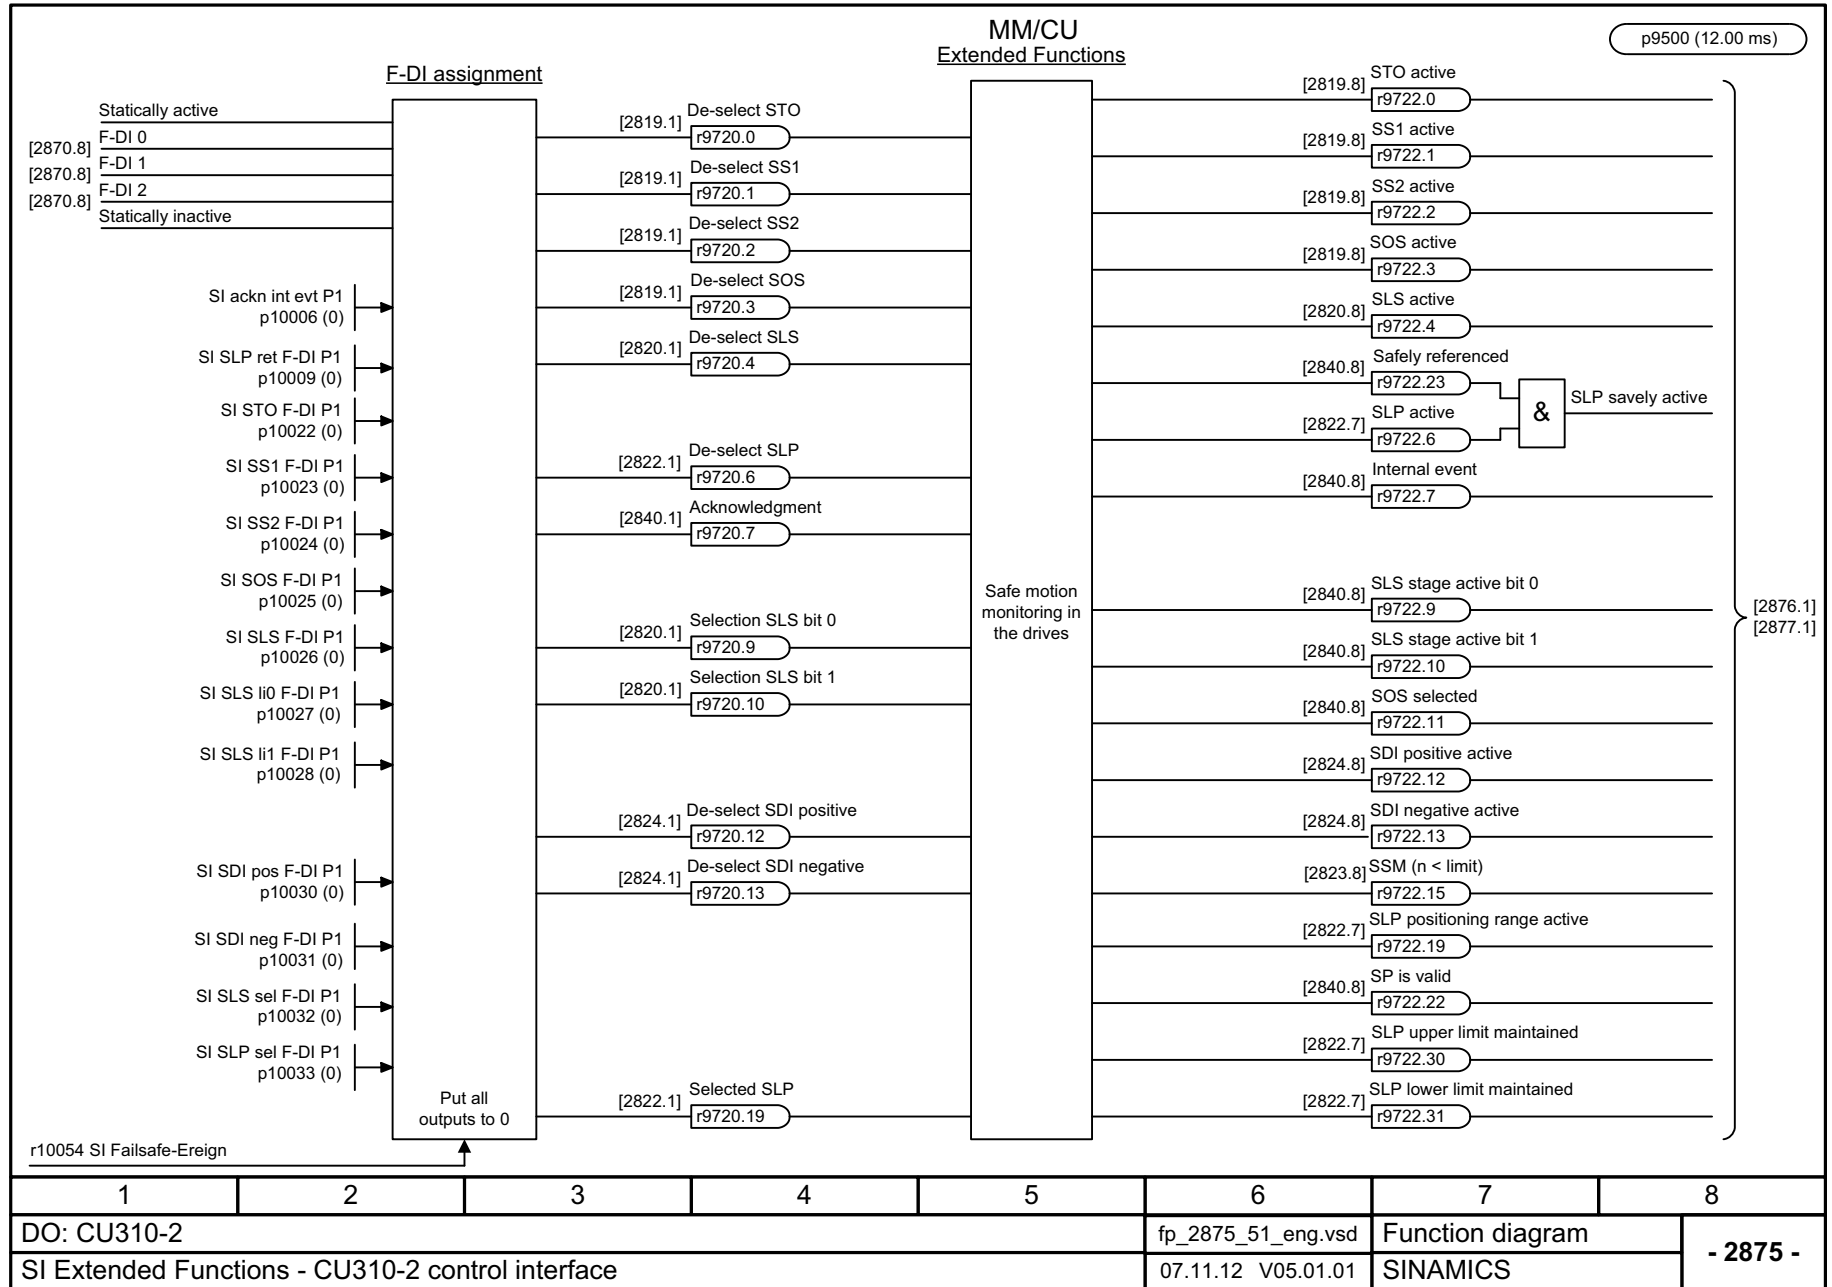 MM/CU
Extended Functions
p9500 (12.00 ms)
F-DI assignment
Statically active
[2870.8] F-DI 0
[2870.8] F-DI 1
[2870.8] F-DI 2
Statically inactive
SI ackn int evt P1
p10006 (0)
SI SLP ret F-DI P1
p10009 (0)
SI STO F-DI P1
p10022 (0)
SI SS1 F-DI P1
p10023 (0)
SI SS2 F-DI P1
p10024 (0)
SI SOS F-DI P1
p10025 (0)
SI SLS F-DI P1
p10026 (0)
SI SLS li0 F-DI P1
p10027 (0)
SI SLS li1 F-DI P1
p10028 (0)
SI SDI pos F-DI P1
p10030 (0)
SI SDI neg F-DI P1
p10031 (0)
SI SLS sel F-DI P1
p10032 (0)
SI SLP sel F-DI P1
p10033 (0)
r10054 SI Failsafe-Ereign
Put all
outputs to 0
[2819.1] De-select STO
r9720.0
[2819.1] De-select SS1
r9720.1
[2819.1] De-select SS2
r9720.2
[2819.1] De-select SOS
r9720.3
[2820.1] De-select SLS
r9720.4
[2822.1] De-select SLP
r9720.6
[2840.1] Acknowledgment
r9720.7
[2820.1] Selection SLS bit 0
r9720.9
[2820.1] Selection SLS bit 1
r9720.10
[2824.1] De-select SDI positive
r9720.12
[2824.1] De-select SDI negative
r9720.13
[2822.1] Selected SLP
r9720.19
Safe motion
monitoring in
the drives
[2819.8] STO active
r9722.0
[2819.8] SS1 active
r9722.1
[2819.8] SS2 active
r9722.2
[2819.8] SOS active
r9722.3
[2820.8] SLS active
r9722.4
[2840.8] Safely referenced
r9722.23
[2822.7] SLP active
r9722.6
&
SLP savely active
[2840.8] Internal event
r9722.7
[2840.8] SLS stage active bit 0
r9722.9
[2840.8] SLS stage active bit 1
r9722.10
[2840.8] SOS selected
r9722.11
[2824.8] SDI positive active
r9722.12
[2824.8] SDI negative active
r9722.13
[2823.8] SSM (n < limit)
r9722.15
[2822.7] SLP positioning range active
r9722.19
[2840.8] SP is valid
r9722.22
[2822.7] SLP upper limit maintained
r9722.30
[2822.7] SLP lower limit maintained
r9722.31
[2876.1]
[2877.1]
1 2 3 4 5 6 7 8
DO: CU310-2
fp_2875_51_eng.vsd
Function diagram
- 2875 -
SI Extended Functions - CU310-2 control interface
07.11.12 V05.01.01
SINAMICS